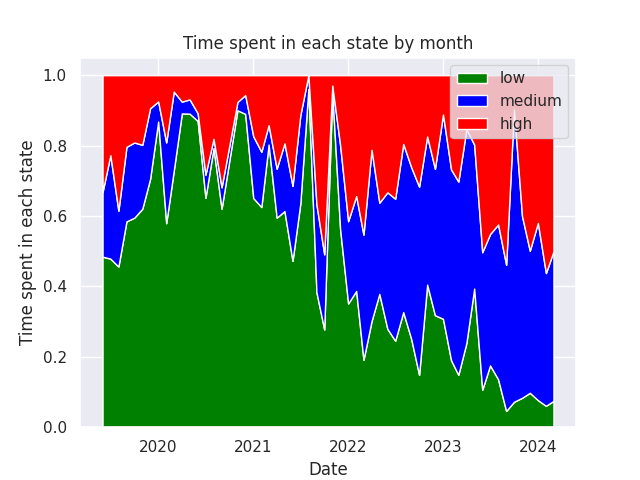 Time spent in each state by month
low
medium
high
1.0
0.8
0.6
0.4
0.2
0.0
Time spent in each state
2020
2021
2022
2023
2024
Date